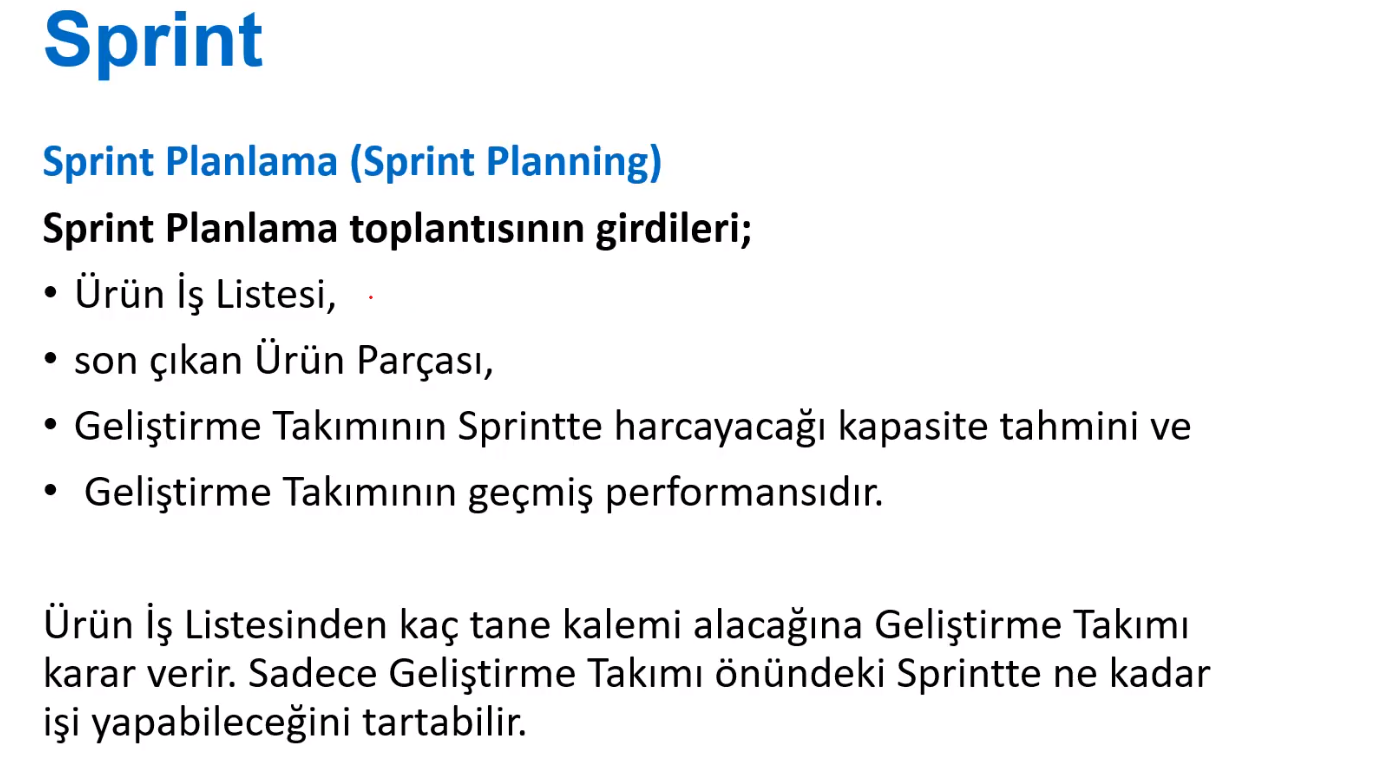 Sprint
Sprint Planlama (Sprint Planning)
Sprint Planlama toplantısının girdileri;
• Ürün İş Listesi,
• son çıkan Ürün Parçası,
• Geliştirme Takımının Sprintte harcayacağı kapasite tahmini ve
• Geliştirme Takımının geçmiş performansıdır.
Ürün İş Listesinden kaç tane kalemi alacağına Geliştirme Takımı
karar verir. Sadece Geliştirme Takımı önündeki Sprintte ne kadar
işi yapabileceğini tartabilir.